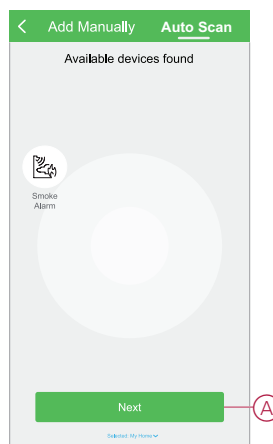 Add Manually Auto Scan
Available devices found
Smoke
Alarm
Next
A
Selected: My Home